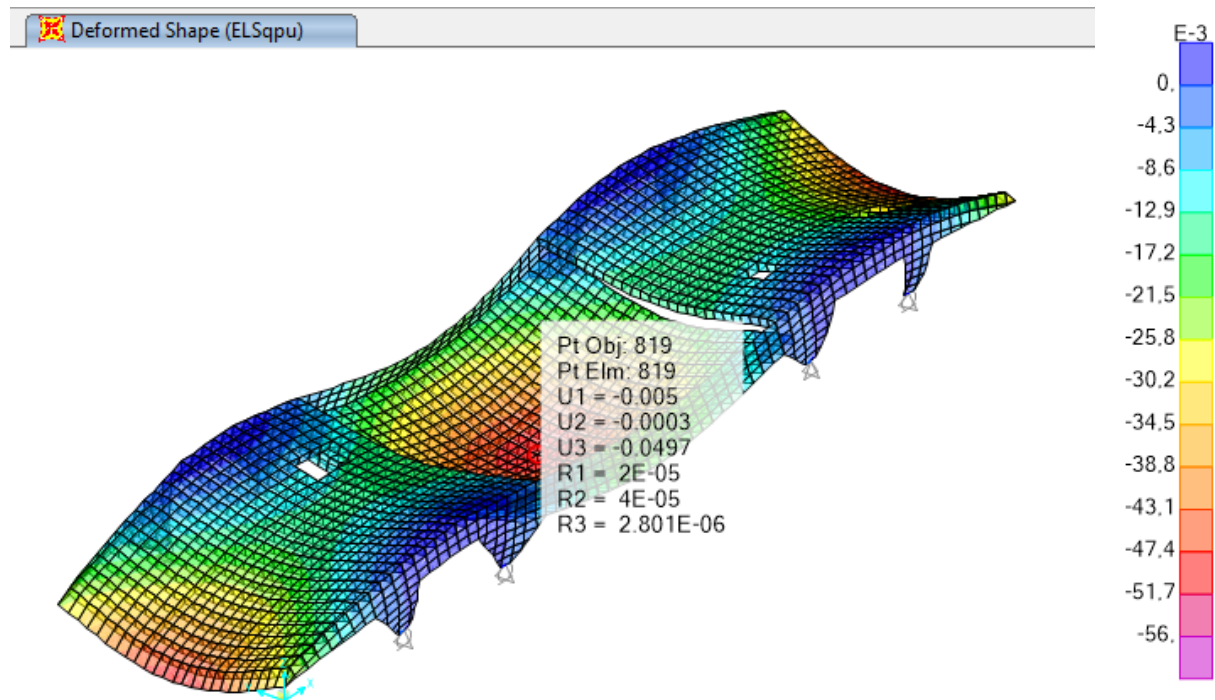 Deformed Shape (ELSqpu)
E-3
0,
-4,3
-8,6
-12,9
-17,2
-21,5
-25,8
-30,2
-34,5
-38,8
-43,1
-47,4
-51,7
-56,
Pt Obj: 819
Pt Elm: 819
U1 = -0.005
U2 = -0.0003
U3 = -0.0497
R1 = 2E-05
R2 = 4E-05
R3 = 2.801E-06